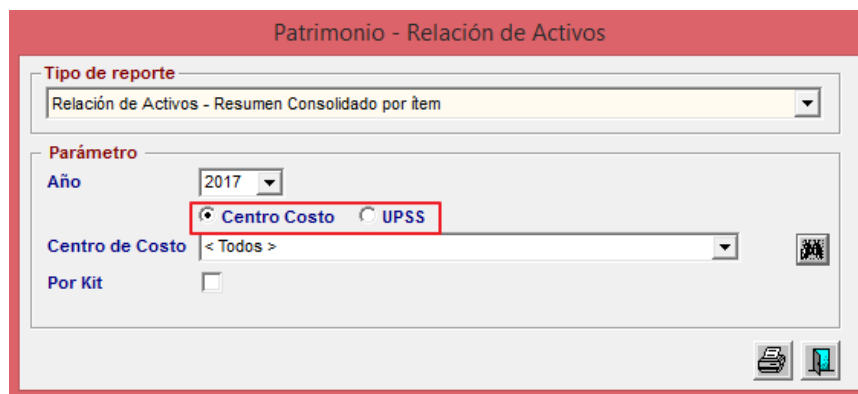 Patrimonio - Relación de Activos
Tipo de reporte
Relación de Activos - Resumen Consolidado por ítem
Parámetro
Año 2017
Centro Costo UPSS
Centro de Costo < Todos >
Por Kit